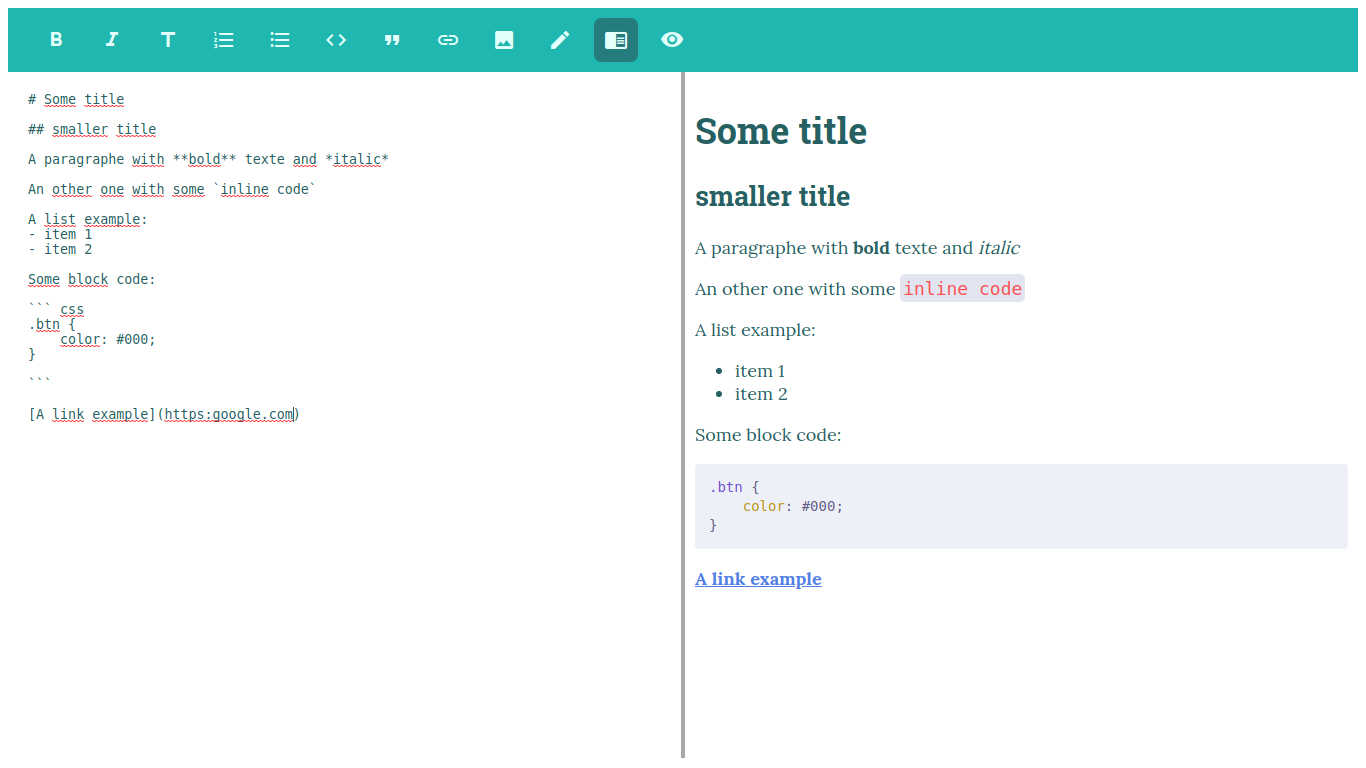 B I T
# Some title
## smaller title
A paragraphe with **bold** texte and *italic*
An other one with some `inline code`
A list example:
- item 1
- item 2
Some block code:
``` css
.btn {
    color: #000;
}
```
[A link example](https:google.com)
Some title
smaller title
A paragraphe with bold texte and italic
An other one with some inline code
A list example:
• item 1
• item 2
Some block code:
.btn {
    color: #000;
}
A link example